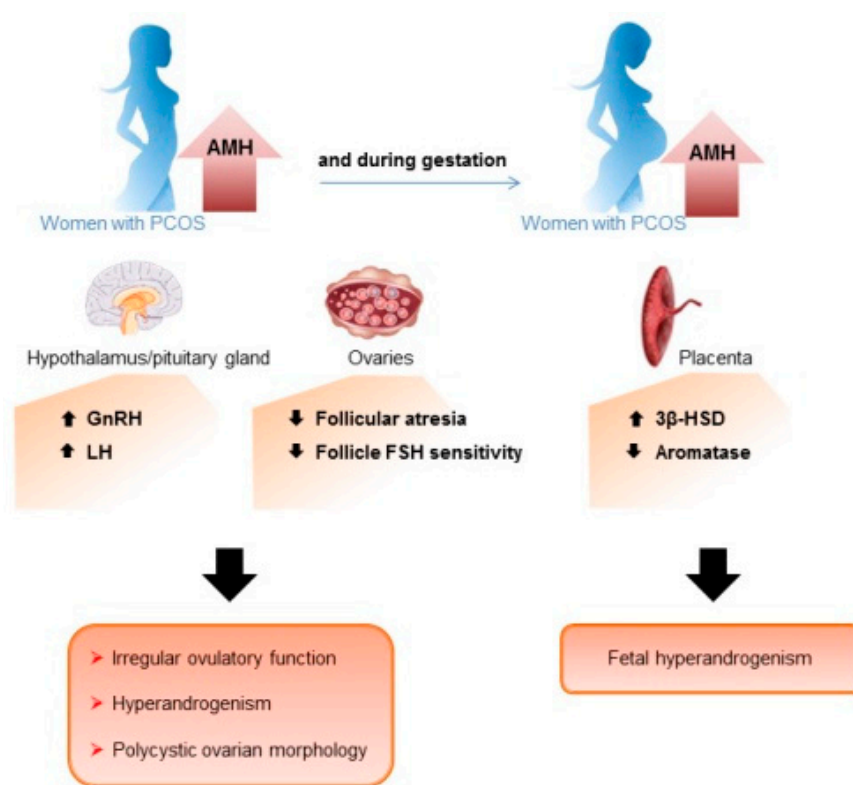 AMH
and during gestation
AMH
Women with PCOS
Women with PCOS
Hypothalamus/pituitary gland
Ovaries
Placenta
GnRH
LH
Follicular atresia
Follicle FSH sensitivity
3β-HSD
Aromatase
Irregular ovulatory function
Hyperandrogenism
Polycystic ovarian morphology
Fetal hyperandrogenism